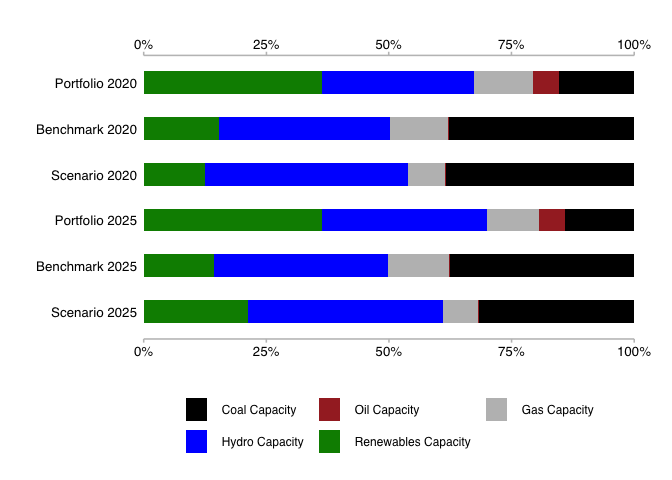 0% 25% 50% 75% 100%
Portfolio 2020
Benchmark 2020
Scenario 2020
Portfolio 2025
Benchmark 2025
Scenario 2025
0% 25% 50% 75% 100%
Coal Capacity Oil Capacity Gas Capacity
Hydro Capacity Renewables Capacity